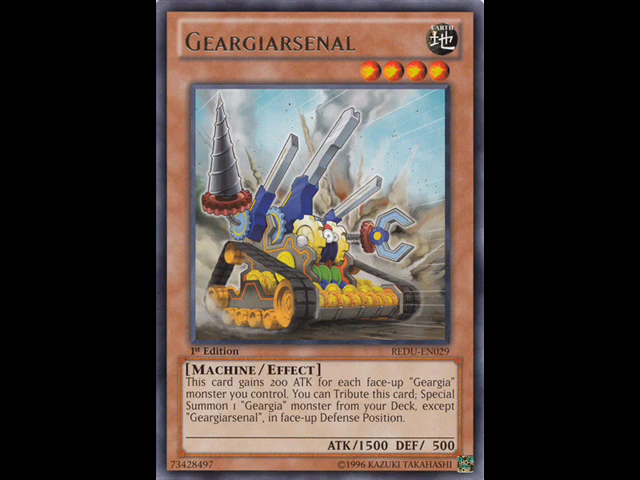 GEARGIARSENAL
EARTH
地
1st Edition
REDU-EN029
[MACHINE/EFFECT]
This card gains 200 ATK for each face-up "Geargia"
monster you control. You can Tribute this card; Special
Summon 1 "Geargia" monster from your Deck, except
"Geargiarsenal", in face-up Defense Position.
ATK/1500 DEF/ 500
73428497
©1996 KAZUKI TAKAHASHI